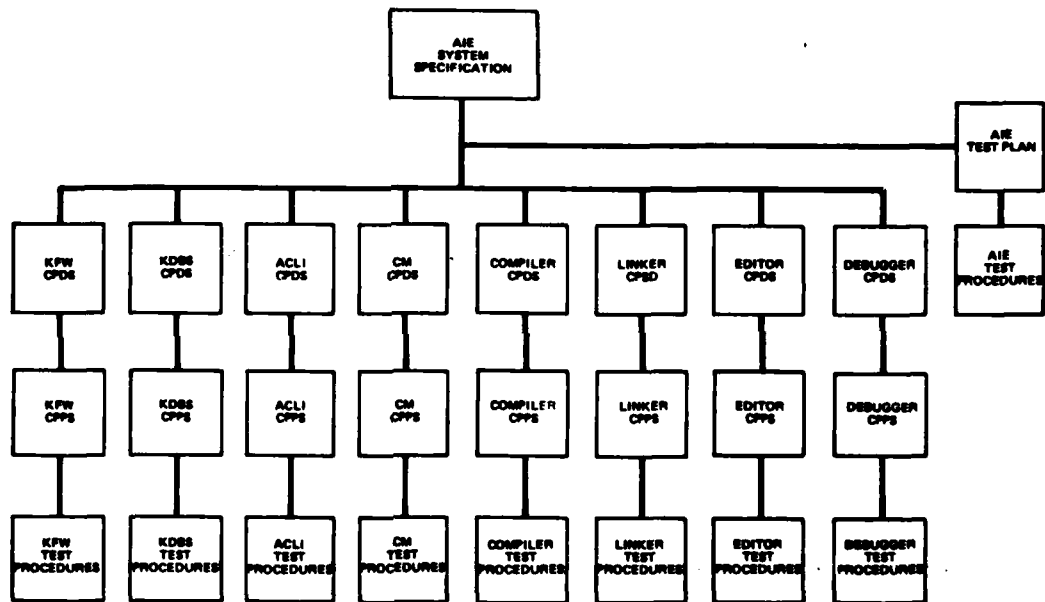 AIE
SYSTEM
SPECIFICATION
AIE
TEST PLAN
KFW
CPDS
KDBS
CPDS
ACLI
CPDS
CM
CPDS
COMPILER
CPDS
LINKER
CPSD
EDITOR
CPDS
DEBUGGER
CPDS
AIE
TEST
PROCEDURES
KFW
CPPS
KDBS
CPPS
ACLI
CPPS
CM
CPPS
COMPILER
CPPS
LINKER
CPPS
EDITOR
CPPS
DEBUGGER
CPPS
KFW
TEST
PROCEDURES
KDBS
TEST
PROCEDURES
ACLI
TEST
PROCEDURES
CM
TEST
PROCEDURES
COMPILER
TEST
PROCEDURES
LINKER
TEST
PROCEDURES
EDITOR
TEST
PROCEDURES
DEBUGGER
TEST
PROCEDURES